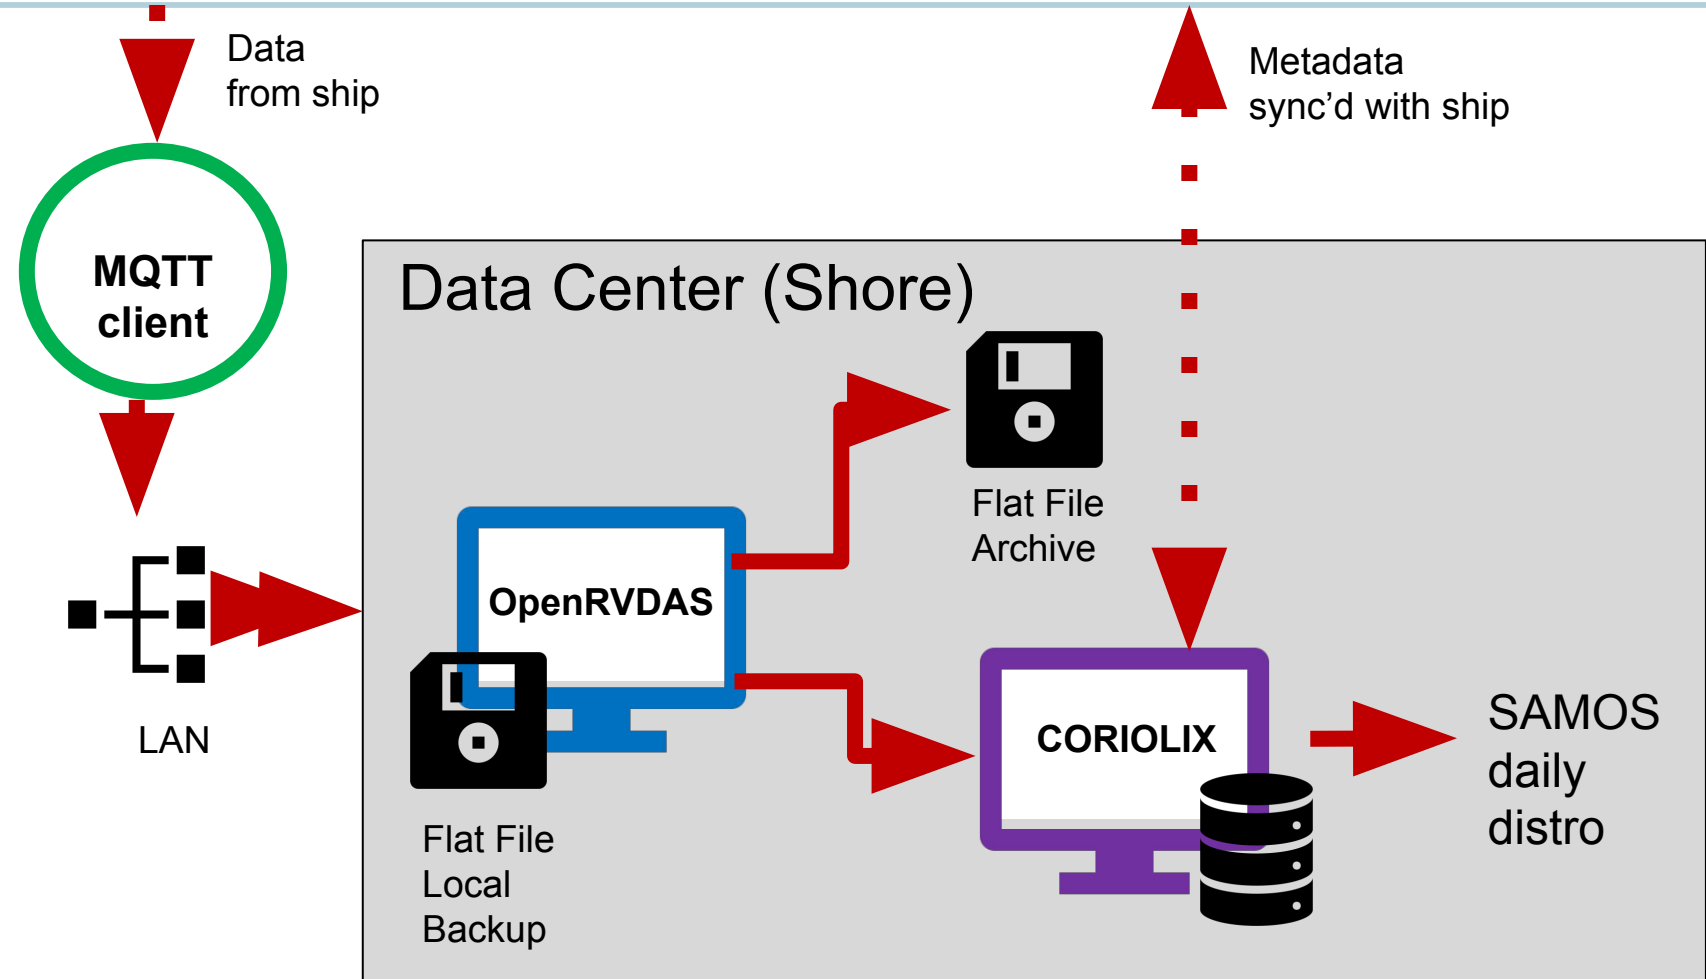 Data
from ship
Metadata
sync’d with ship
MQTT
client
Data Center (Shore)
Flat File
Archive
OpenRVDAS
LAN
CORIOLIX
SAMOS
daily
distro
Flat File
Local
Backup